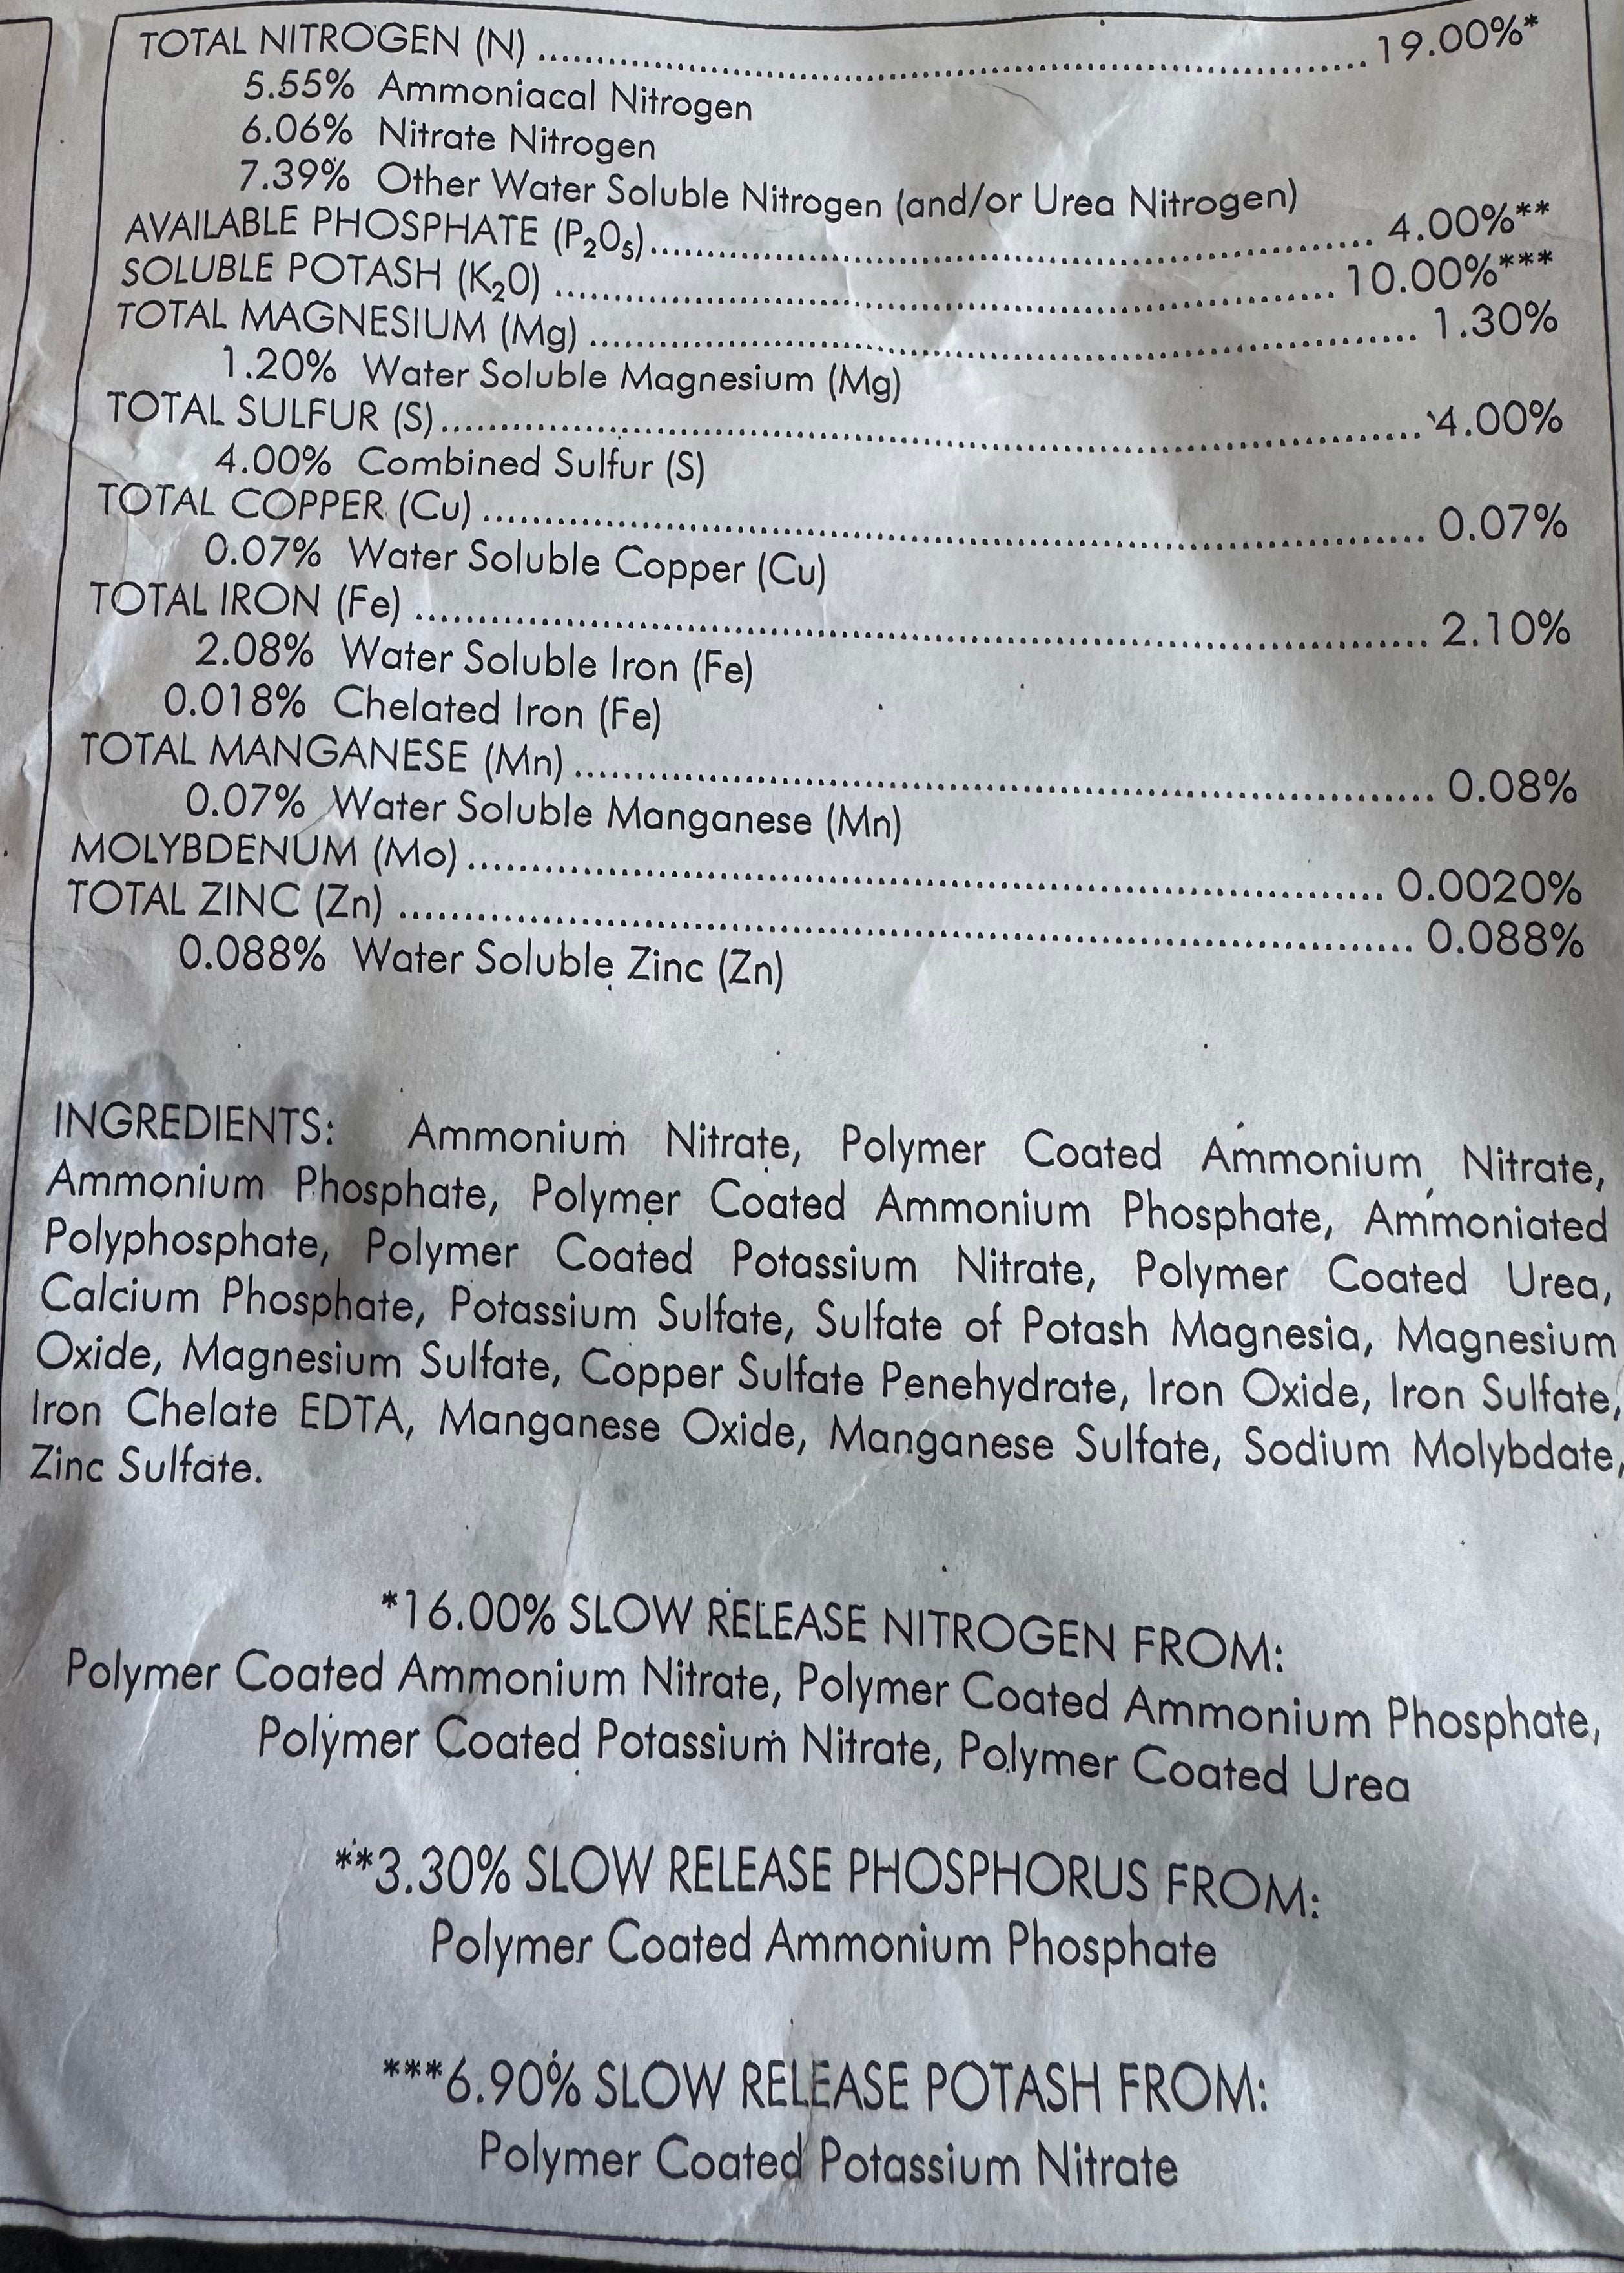 TOTAL NITROGEN (N) ........ 19.00%*
5.55% Ammoniacal Nitrogen
6.06% Nitrate Nitrogen
7.39% Other Water Soluble Nitrogen (and/or Urea Nitrogen)
AVAILABLE PHOSPHATE (P₂O₅)........ 4.00%**
SOLUBLE POTASH (K₂O) ........ 10.00%***
TOTAL MAGNESIUM (Mg) ........ 1.30%
1.20% Water Soluble Magnesium (Mg)
TOTAL SULFUR (S)........ 4.00%
4.00% Combined Sulfur (S)
TOTAL COPPER (Cu) ........ 0.07%
0.07% Water Soluble Copper (Cu)
TOTAL IRON (Fe) ........ 2.10%
2.08% Water Soluble Iron (Fe)
0.018% Chelated Iron (Fe)
TOTAL MANGANESE (Mn) ........ 0.08%
0.07% Water Soluble Manganese (Mn)
MOLYBDENUM (Mo) ........ 0.0020%
TOTAL ZINC (Zn) ........ 0.088%
0.088% Water Soluble Zinc (Zn)
INGREDIENTS: Ammonium Nitrate, Polymer Coated Ammonium Nitrate,
Ammonium Phosphate, Polymer Coated Ammonium Phosphate, Ammoniated
Polyphosphate, Polymer Coated Potassium Nitrate, Polymer Coated Urea,
Calcium Phosphate, Potassium Sulfate, Sulfate of Potash Magnesia, Magnesium
Oxide, Magnesium Sulfate, Copper Sulfate Penehydrate, Iron Oxide, Iron Sulfate,
Iron Chelate EDTA, Manganese Oxide, Manganese Sulfate, Sodium Molybdate,
Zinc Sulfate.
*16.00% SLOW RELEASE NITROGEN FROM:
Polymer Coated Ammonium Nitrate, Polymer Coated Ammonium Phosphate,
Polymer Coated Potassium Nitrate, Polymer Coated Urea
**3.30% SLOW RELEASE PHOSPHORUS FROM:
Polymer Coated Ammonium Phosphate
***6.90% SLOW RELEASE POTASH FROM:
Polymer Coated Potassium Nitrate